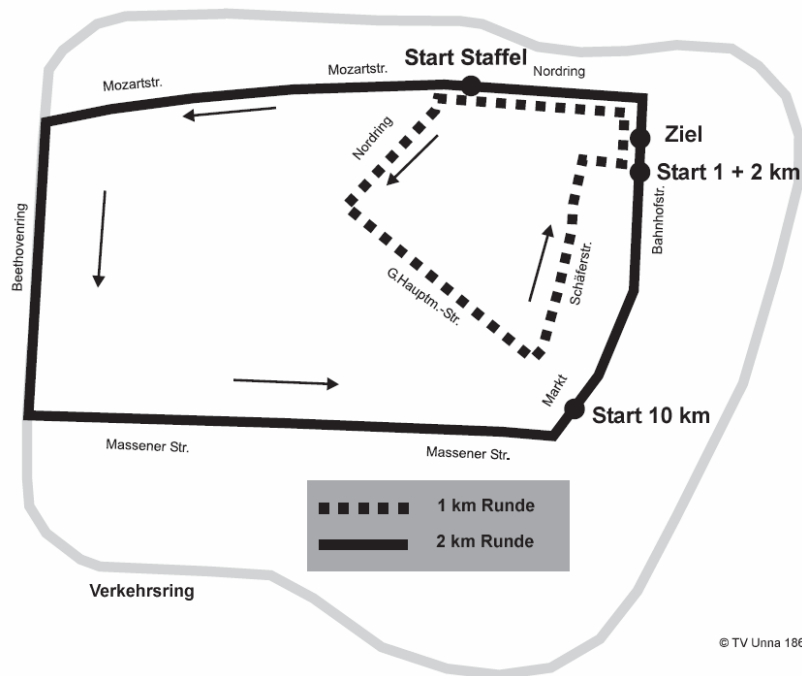 Start Staffel
Mozartstr.
Mozartstr.
Nordring
Nordring
Ziel
Start 1 + 2 km
Bahnhofstr.
Beethovenring
Schäferstr.
G.Hauptm.-Str.
Markt
Start 10 km
Massener Str.
Massener Str.
1 km Runde
2 km Runde
Verkehrsring
© TV Unna 186